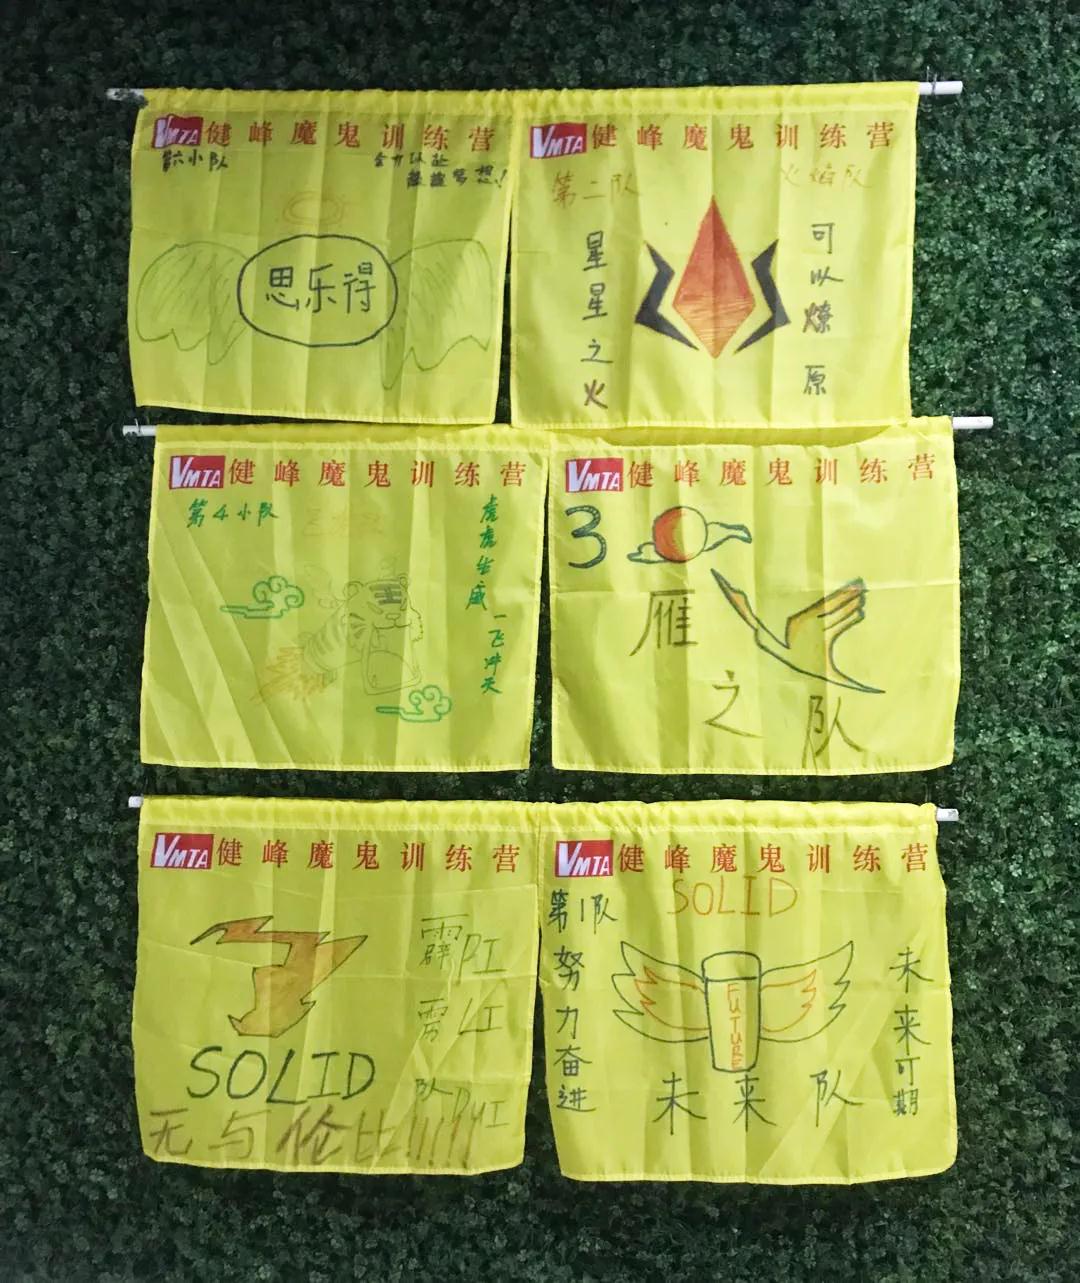 VMTA 健峰魔鬼训练营
第六小队
全力以赴
梦想!
思乐得
VMTA 健峰魔鬼训练营
第二队
火焰队
星星之火
可以燎原
VMTA 健峰魔鬼训练营
第4小队
虎虎生威
一飞冲天
VMTA 健峰魔鬼训练营
3
雁之队
VMTA 健峰魔鬼训练营
霹 PI
雳 LI
队 DUI
SOLID
无与伦比!!!!!!
VMTA 健峰魔鬼训练营
SOLID
第1队
努力奋进
FUTURE
未来可期
未来队